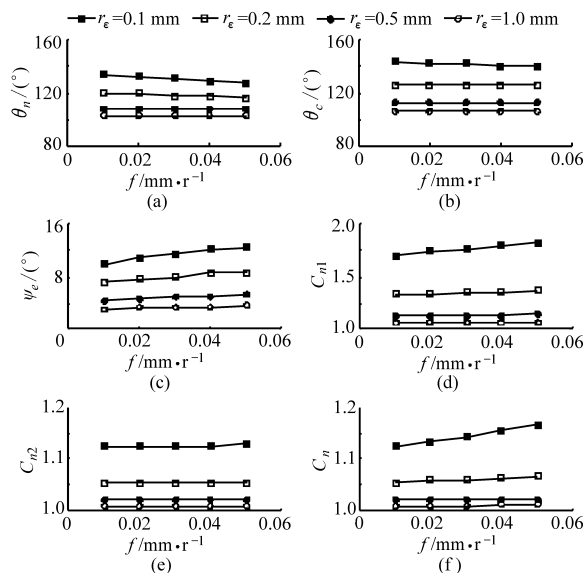 r_ε=0.1 mm r_ε=0.2 mm r_ε=0.5 mm r_ε=1.0 mm
160
120
80
θ_n/(°)
0 0.02 0.04 0.06
f/mm·r⁻¹
(a)
160
120
80
θ_c/(°)
0 0.02 0.04 0.06
f/mm·r⁻¹
(b)
16
8
ψ_e/(°)
0 0.02 0.04 0.06
f/mm·r⁻¹
(c)
2.0
1.5
1.0
C_{n1}
0 0.02 0.04 0.06
f/mm·r⁻¹
(d)
1.2
1.1
1.0
C_{n2}
0 0.02 0.04 0.06
f/mm·r⁻¹
(e)
1.2
1.1
1.0
C_n
0 0.02 0.04 0.06
f/mm·r⁻¹
(f)